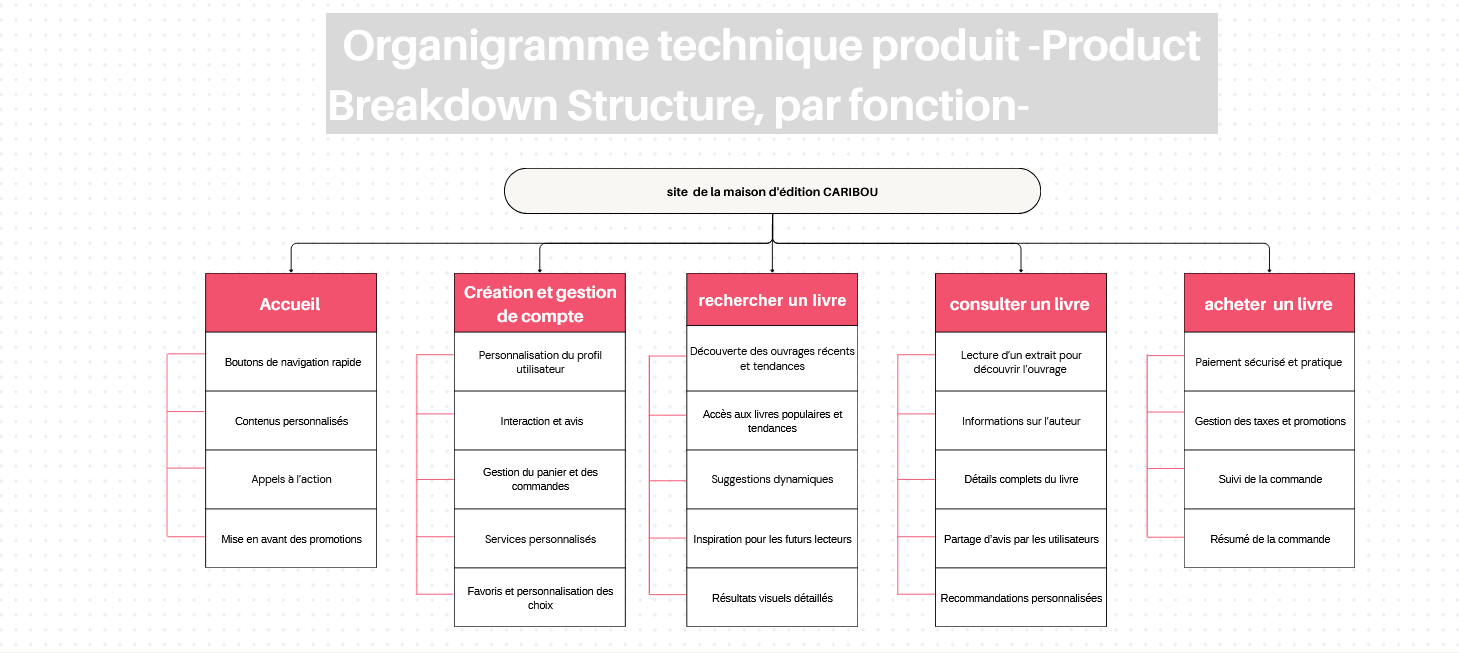 Organigramme technique produit -Product
Breakdown Structure, par fonction-
site de la maison d'édition CARIBOU
Accueil
Boutons de navigation rapide
Contenus personnalisés
Appels à l'action
Mise en avant des promotions
Création et gestion
de compte
Personnalisation du profil
utilisateur
Interaction et avis
Gestion du panier et des
commandes
Services personnalisés
Favoris et personnalisation des
choix
rechercher un livre
Découverte des ouvrages récents
et tendances
Accès aux livres populaires et
tendances
Suggestions dynamiques
Inspiration pour les futurs lecteurs
Résultats visuels détaillés
consulter un livre
Lecture d'un extrait pour
découvrir l'ouvrage
Informations sur l'auteur
Détails complets du livre
Partage d'avis par les utilisateurs
Recommandations personnalisées
acheter un livre
Paiement sécurisé et pratique
Gestion des taxes et promotions
Suivi de la commande
Résumé de la commande